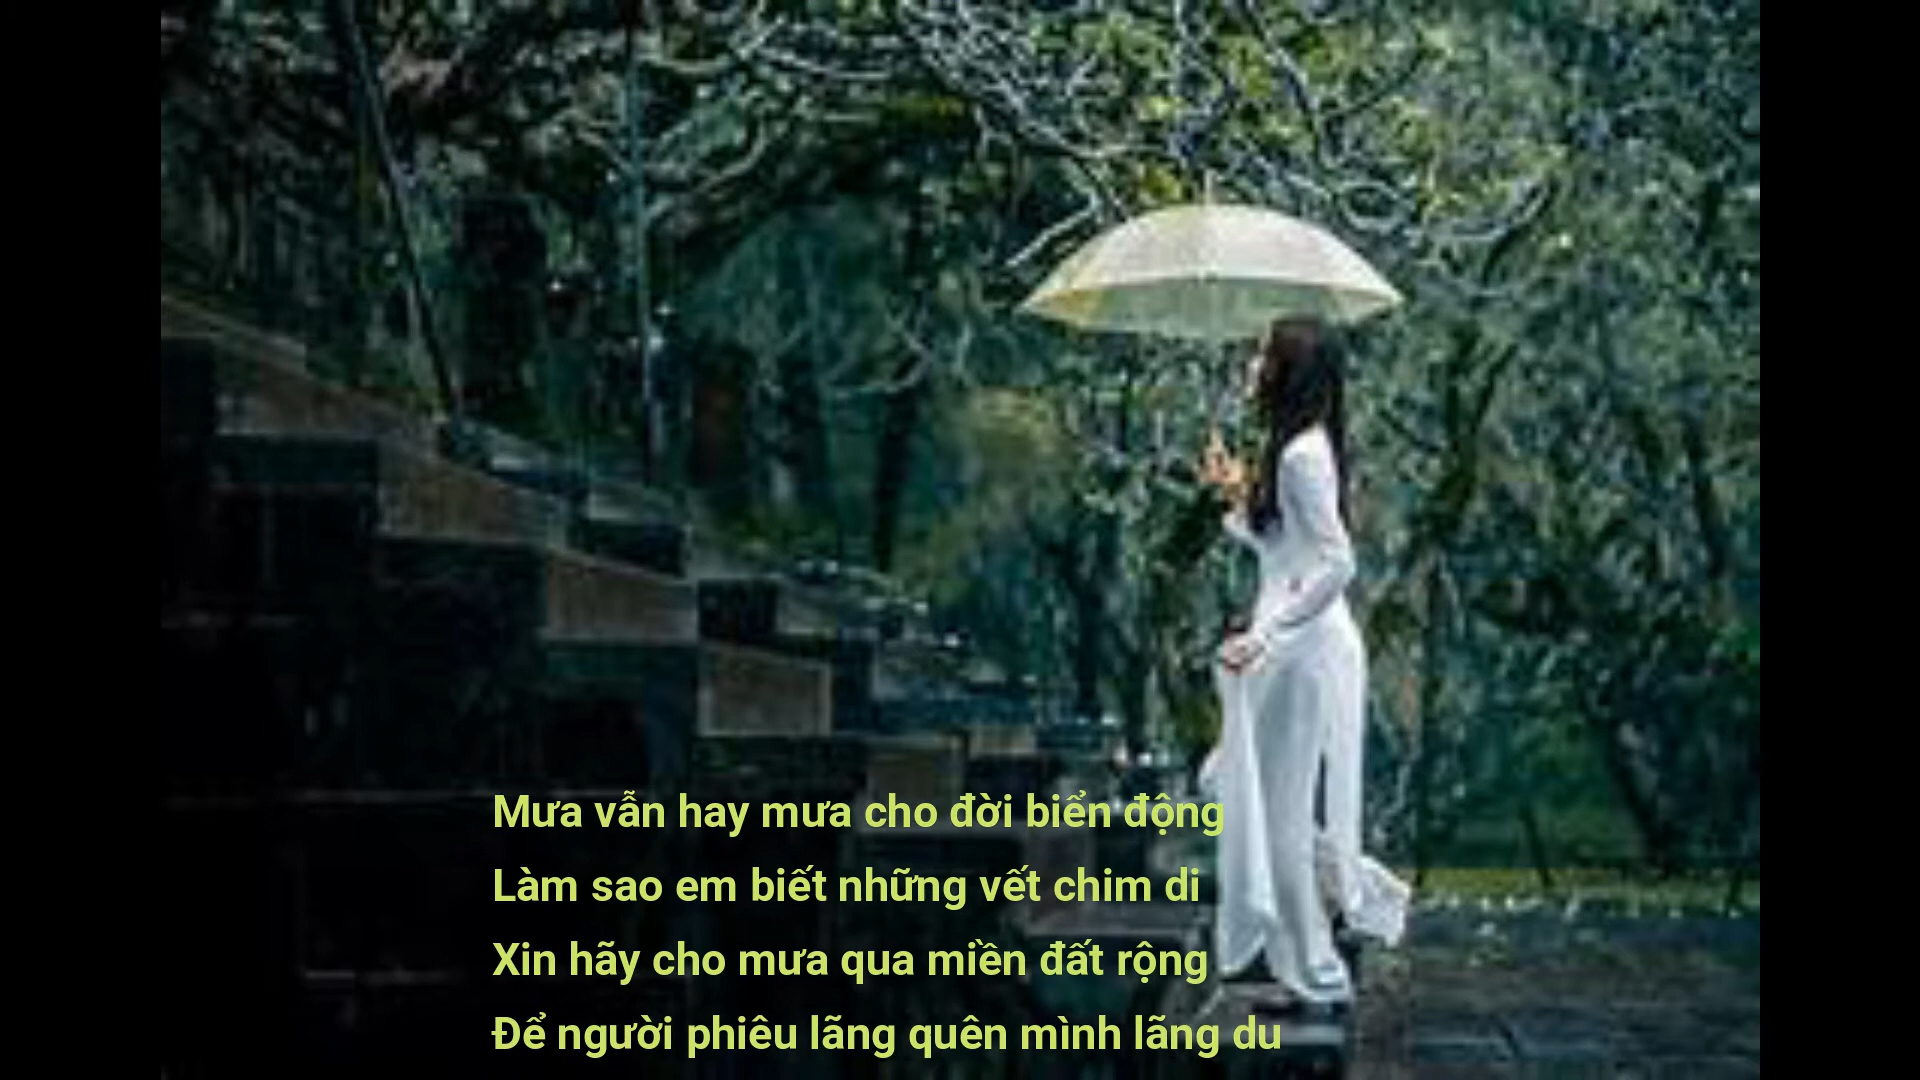 Mưa vẫn hay mưa cho đời biển động
Làm sao em biết những vết chim di
Xin hãy cho mưa qua miền đất rộng
Để người phiêu lãng quên mình lãng du